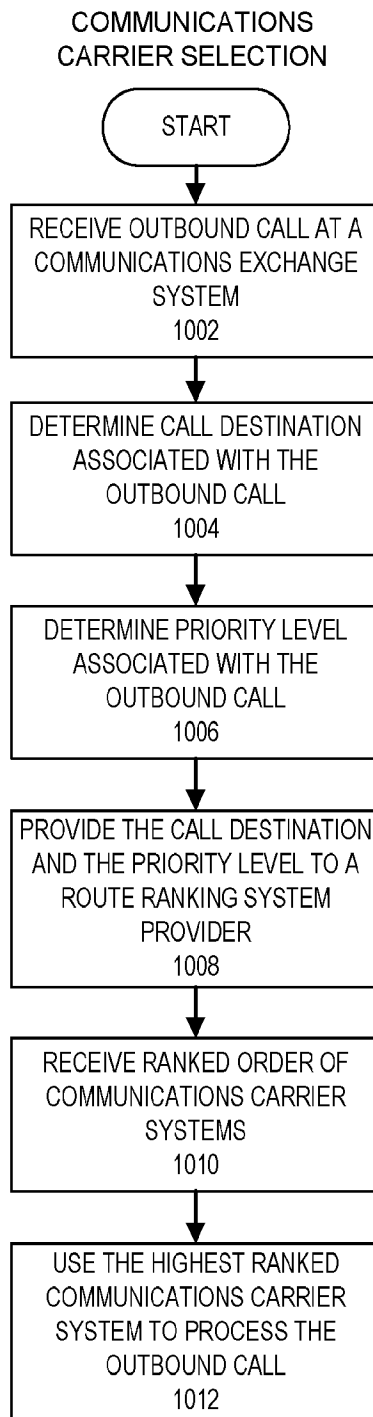 COMMUNICATIONS
CARRIER SELECTION
START
RECEIVE OUTBOUND CALL AT A
COMMUNICATIONS EXCHANGE
SYSTEM
1002
DETERMINE CALL DESTINATION
ASSOCIATED WITH THE
OUTBOUND CALL
1004
DETERMINE PRIORITY LEVEL
ASSOCIATED WITH THE
OUTBOUND CALL
1006
PROVIDE THE CALL DESTINATION
AND THE PRIORITY LEVEL TO A
ROUTE RANKING SYSTEM
PROVIDER
1008
RECEIVE RANKED ORDER OF
COMMUNICATIONS CARRIER
SYSTEMS
1010
USE THE HIGHEST RANKED
COMMUNICATIONS CARRIER
SYSTEM TO PROCESS THE
OUTBOUND CALL
1012